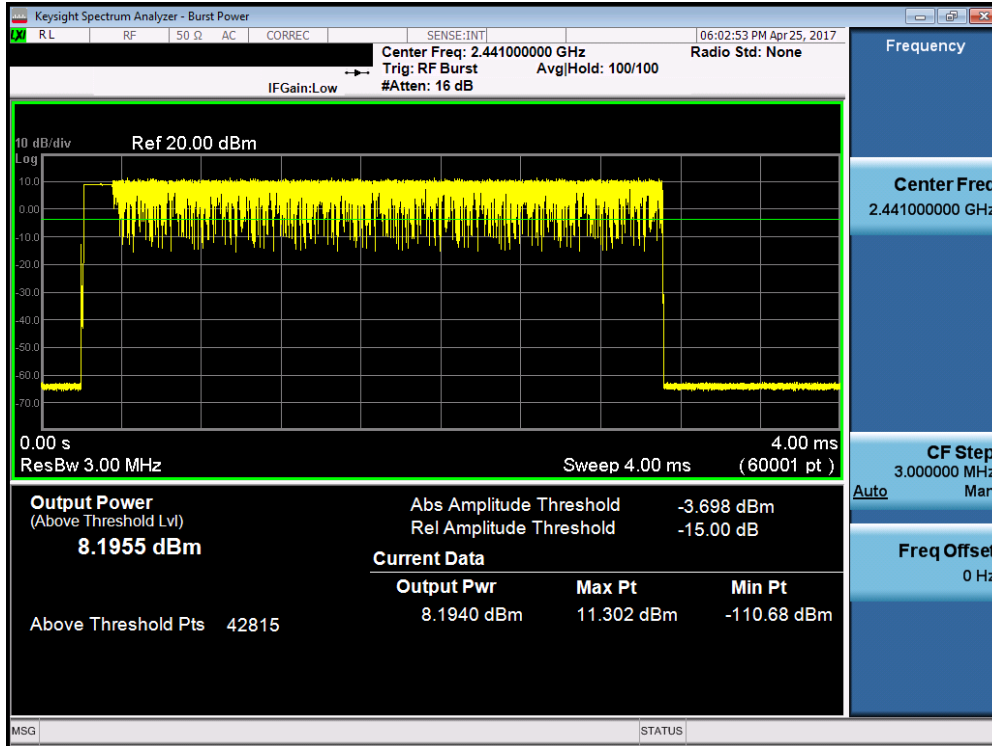 Keysight Spectrum Analyzer - Burst Power
LXI RL RF 50 Ω AC CORREC SENSE:INT 06:02:53 PM Apr 25, 2017
Center Freq: 2.441000000 GHz Radio Std: None
Trig: RF Burst Avg|Hold: 100/100
IFGain:Low #Atten: 16 dB
10 dB/div Ref 20.00 dBm
Log
10.0
0.00
-10.0
-20.0
-30.0
-40.0
-50.0
-60.0
-70.0
0.00 s 4.00 ms
ResBw 3.00 MHz Sweep 4.00 ms (60001 pt)
Output Power
(Above Threshold Lvl)
8.1955 dBm
Above Threshold Pts 42815
Abs Amplitude Threshold -3.698 dBm
Rel Amplitude Threshold -15.00 dB
Current Data
Output Pwr Max Pt Min Pt
8.1940 dBm 11.302 dBm -110.68 dBm
Frequency
Center Freq
2.441000000 GHz
CF Step
3.000000 MHz
Auto Man
Freq Offset
0 Hz
MSG STATUS